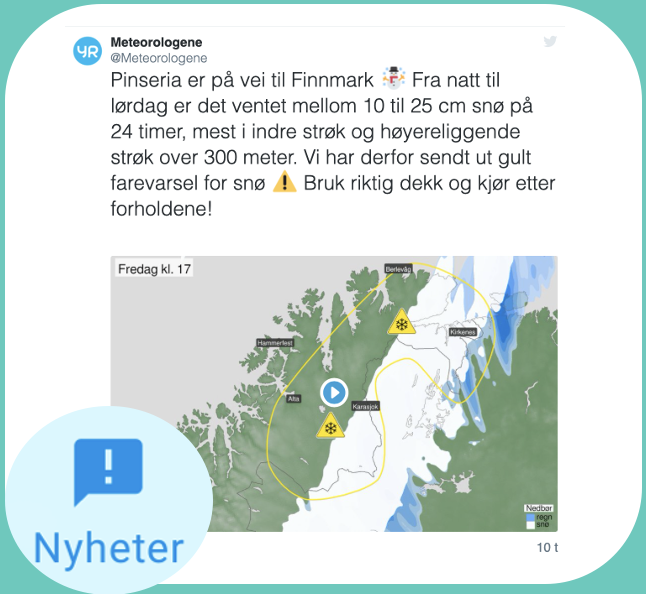 YR
Meteorologene
@Meteorologene
Pinseria er på vei til Finnmark ☃️ Fra natt til
lørdag er det ventet mellom 10 til 25 cm snø på
24 timer, mest i indre strøk og høyereliggende
strøk over 300 meter. Vi har derfor sendt ut gult
farevarsel for snø ⚠️ Bruk riktig dekk og kjør etter
forholdene!
Fredag kl. 17
Berlevåg
Kirkenes
Hammerfest
Alta
Karasjok
Nedbør
regn
snø
10 t
Nyheter